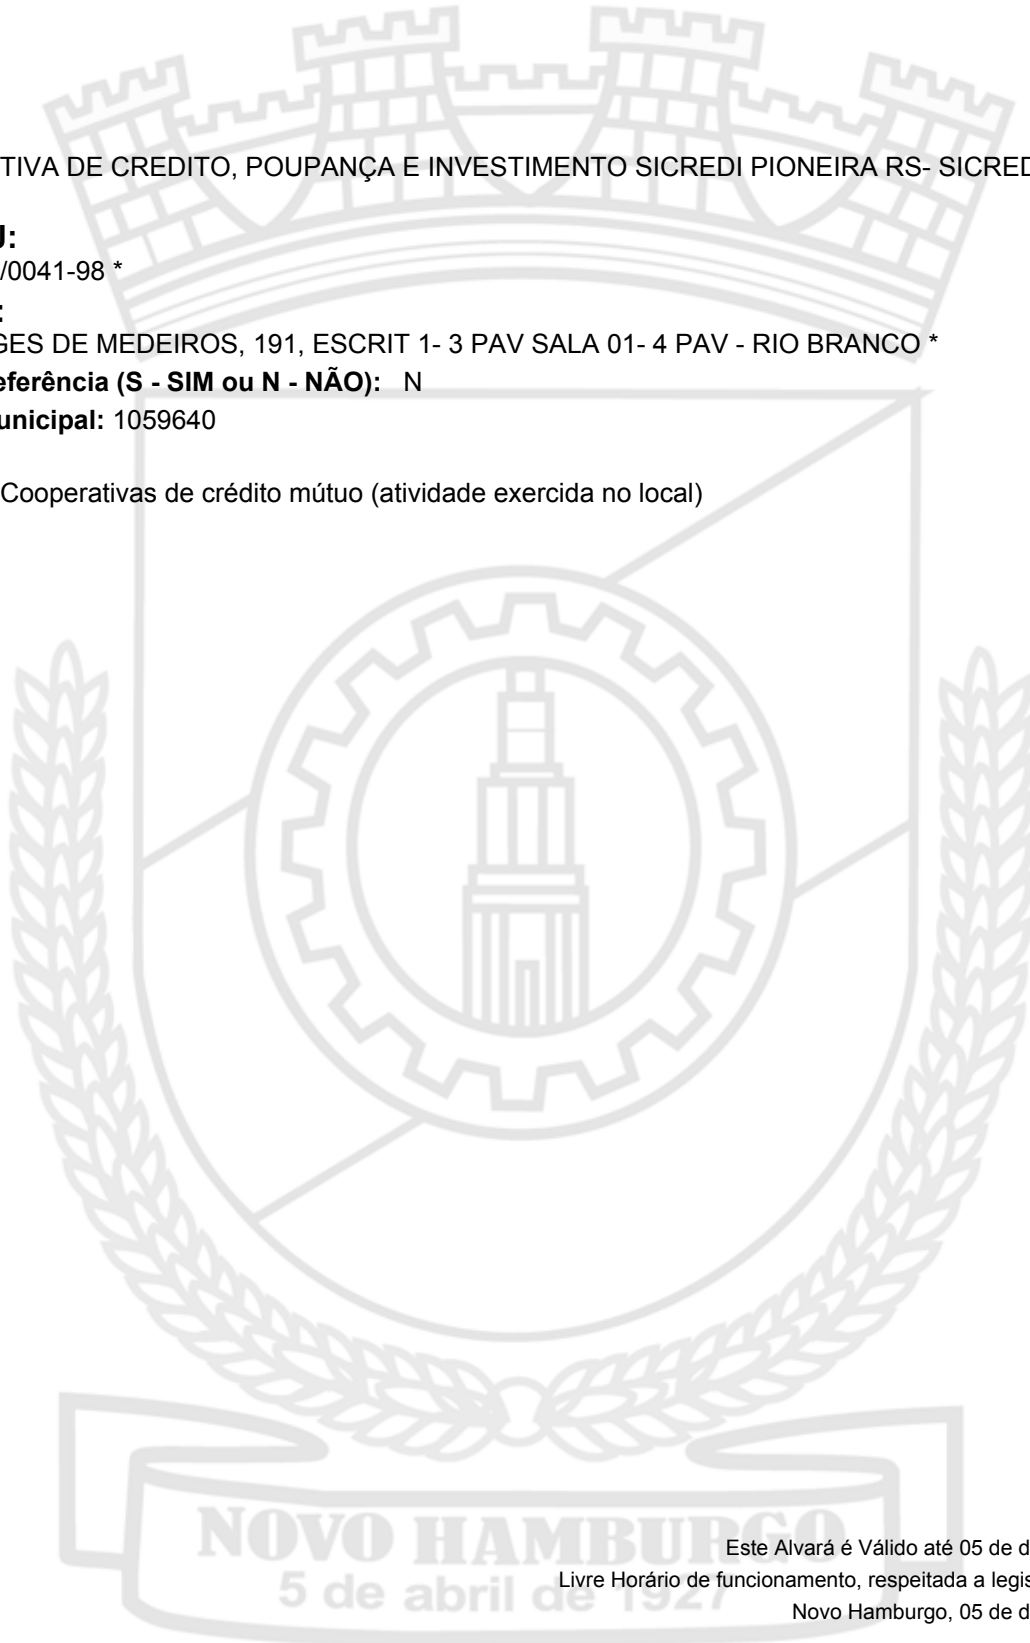 TIVA DE CREDITO, POUPANÇA E INVESTIMENTO SICREDI PIONEIRA RS- SICRED
J:
/0041-98 *
:
GES DE MEDEIROS, 191, ESCRIT 1- 3 PAV SALA 01- 4 PAV - RIO BRANCO *
eferência (S - SIM ou N - NÃO): N
unicipal: 1059640
Cooperativas de crédito mútuo (atividade exercida no local)
NOVO HAMBURGO
5 de abril de 1927
Este Alvará é Válido até 05 de d
Livre Horário de funcionamento, respeitada a legis
Novo Hamburgo, 05 de d